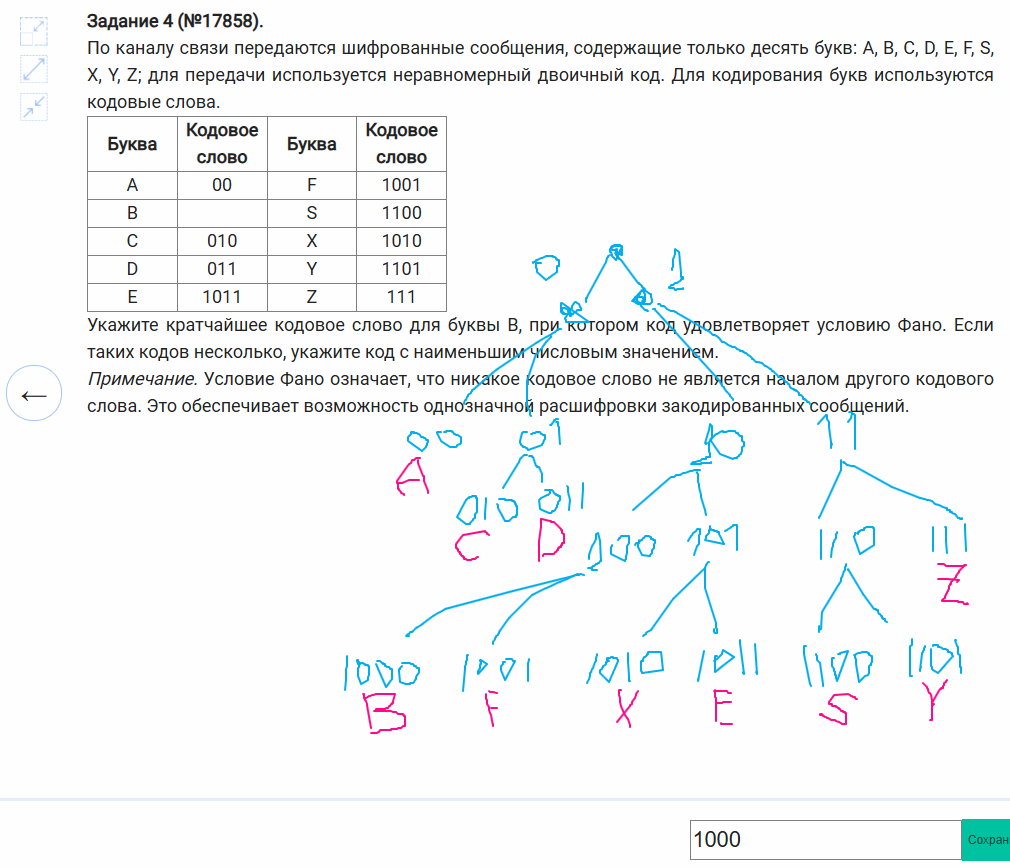 Задание 4 (№17858).
По каналу связи передаются шифрованные сообщения, содержащие только десять букв: A, B, C, D, E, F, S,
X, Y, Z; для передачи используется неравномерный двоичный код. Для кодирования букв используются
кодовые слова.
Буква Кодовое слово Буква Кодовое слово
A 00 F 1001
B S 1100
C 010 X 1010
D 011 Y 1101
E 1011 Z 111
Укажите кратчайшее кодовое слово для буквы B, при котором код удовлетворяет условию Фано. Если
таких кодов несколько, укажите код с наименьшим числовым значением.
Примечание. Условие Фано означает, что никакое кодовое слово не является началом другого кодового
слова. Это обеспечивает возможность однозначной расшифровки закодированных сообщений.
←
0 1
00 01 10 11
A
010 011
C D
100 101 110 111
Z
1000 1001 1010 1011 1100 1101
B F X E S Y
1000
Сохран